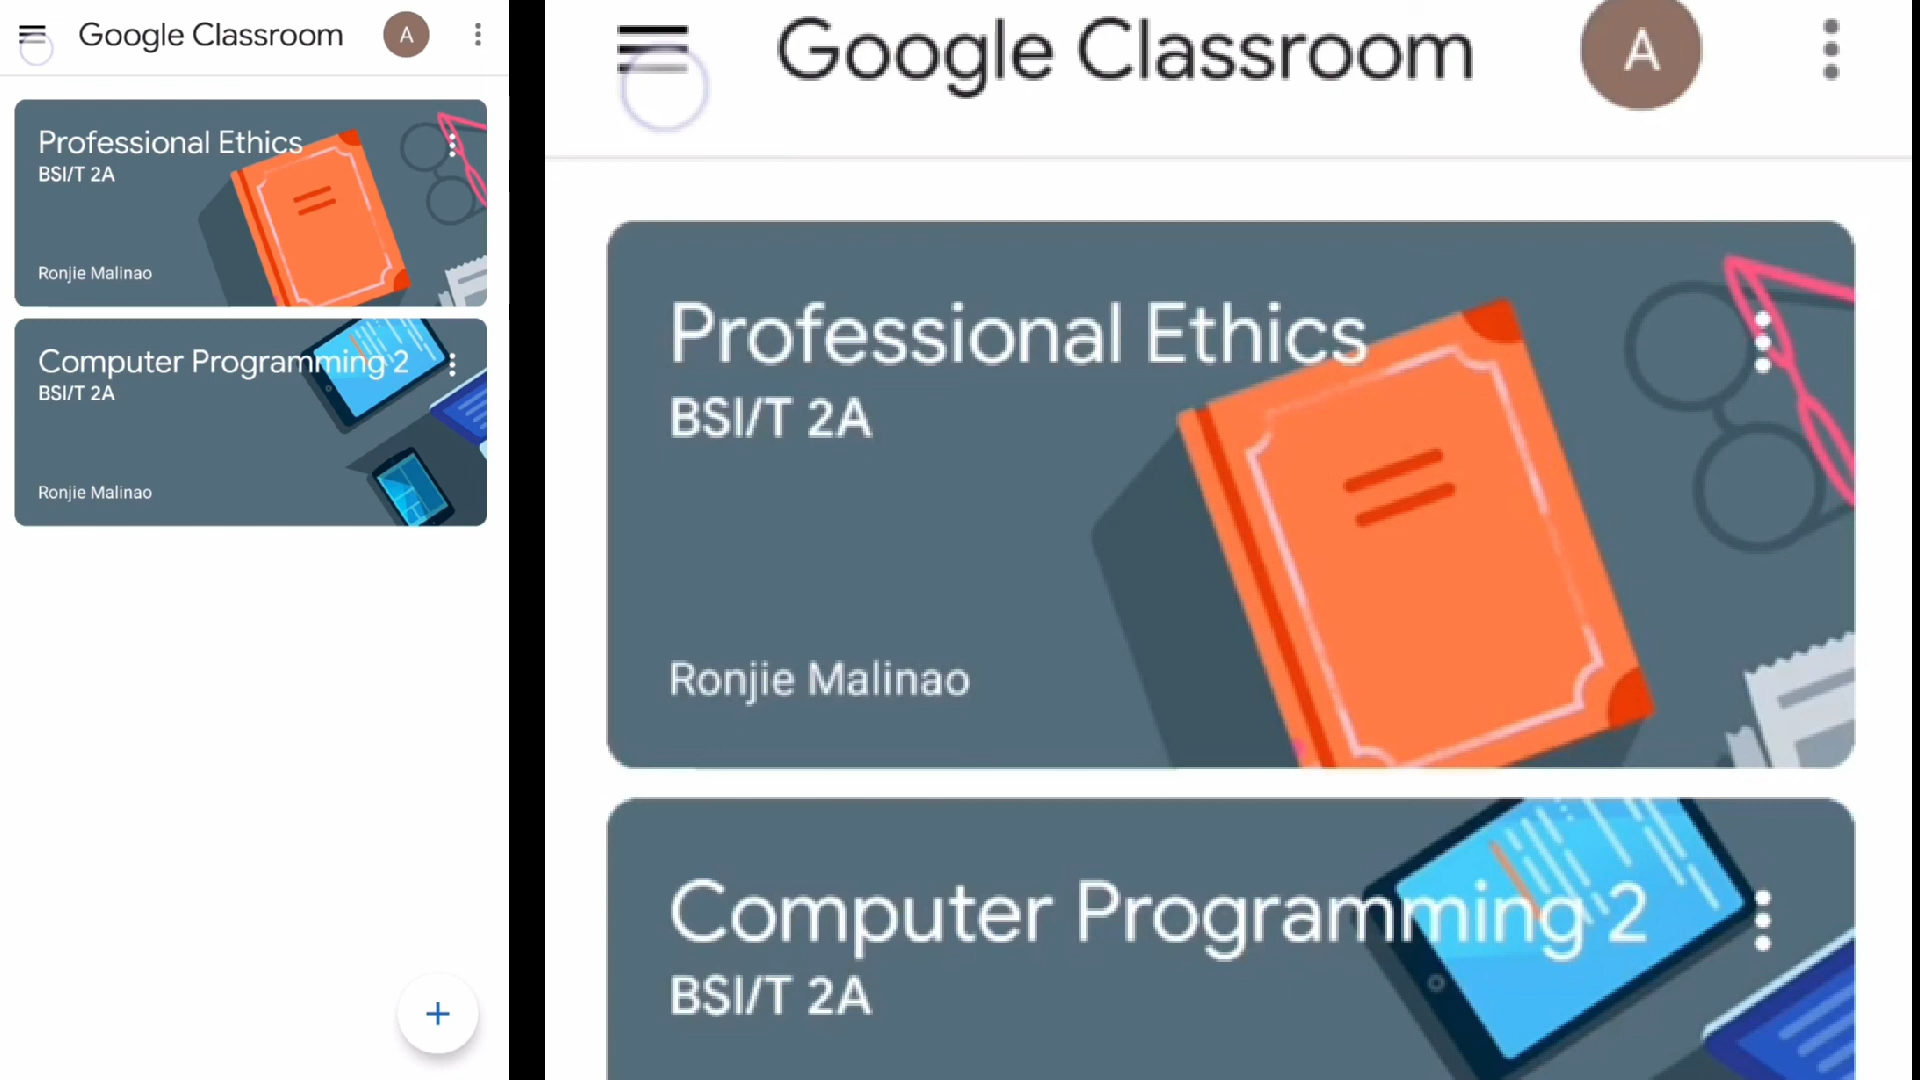 Google Classroom
A
Professional Ethics
BSI/T 2A
Ronjie Malinao
Computer Programming 2
BSI/T 2A
Ronjie Malinao
+
Google Classroom
A
Professional Ethics
BSI/T 2A
Ronjie Malinao
Computer Programming 2
BSI/T 2A